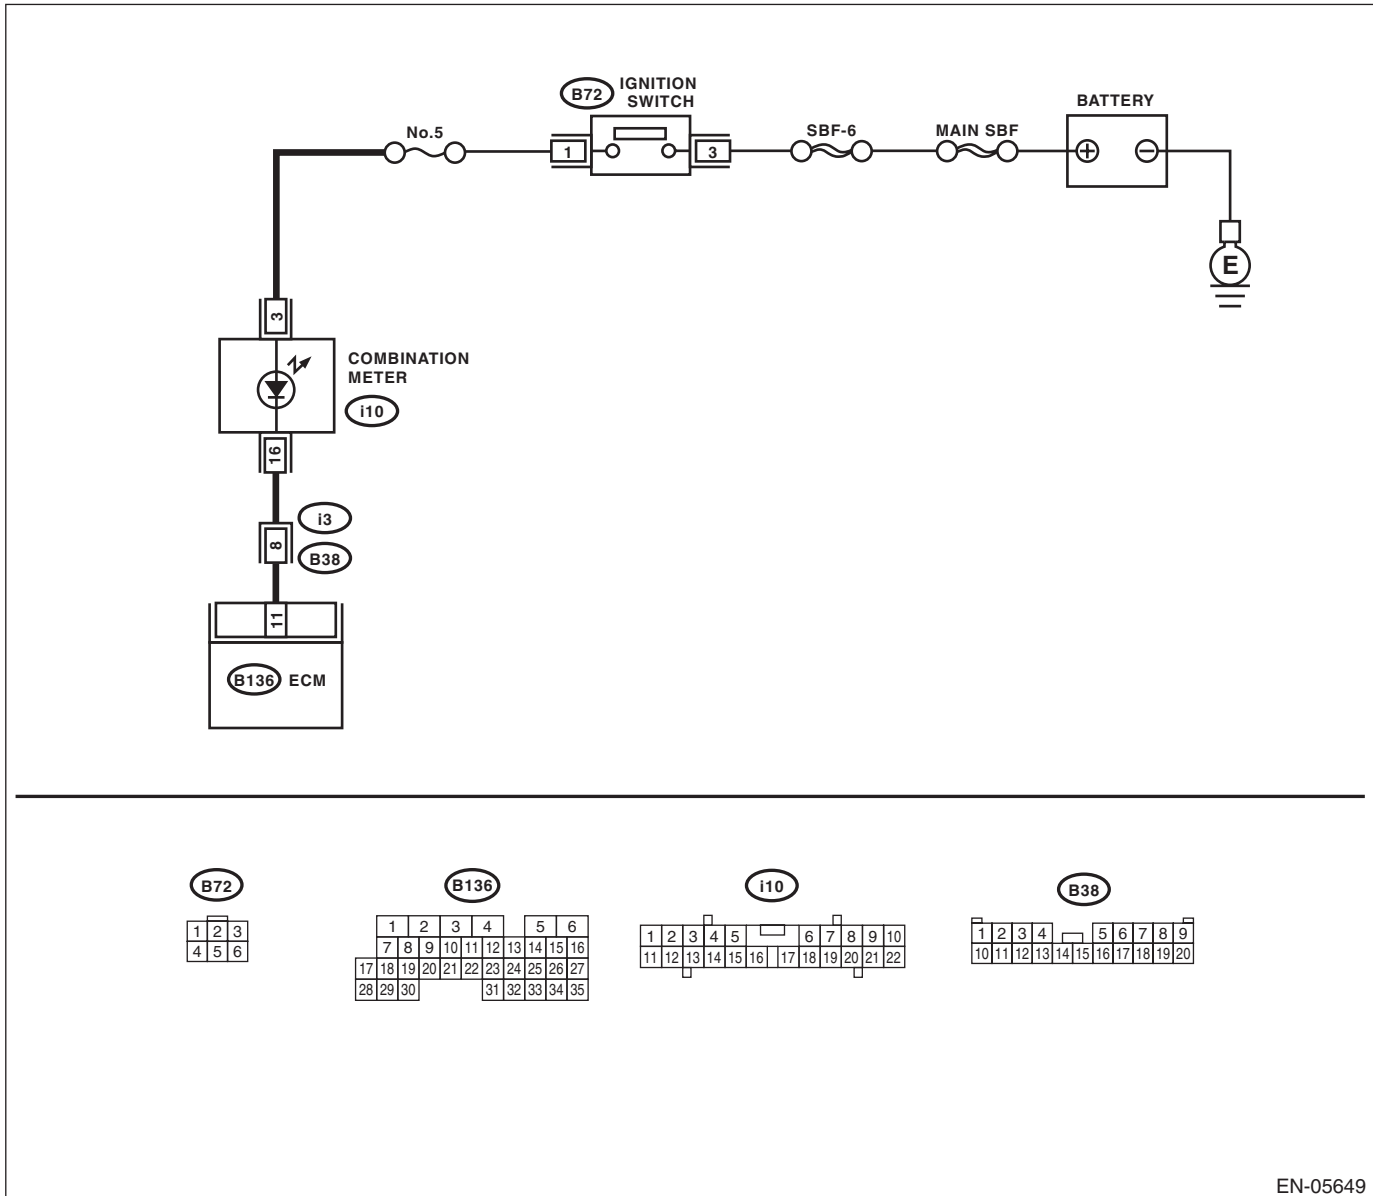 B72
IGNITION
SWITCH
BATTERY
No.5
SBF-6
MAIN SBF
1
3
E
3
COMBINATION
METER
i10
16
i3
8
B38
11
B136 ECM
B72
B136
i10
B38
1 2 3
4 5 6
1 2 3 4 5 6
7 8 9 10 11 12 13 14 15 16
17 18 19 20 21 22 23 24 25 26 27
28 29 30 31 32 33 34 35
1 2 3 4 5 6 7 8 9 10
11 12 13 14 15 16 17 18 19 20 21 22
1 2 3 4 5 6 7 8 9
10 11 12 13 14 15 16 17 18 19 20
EN-05649